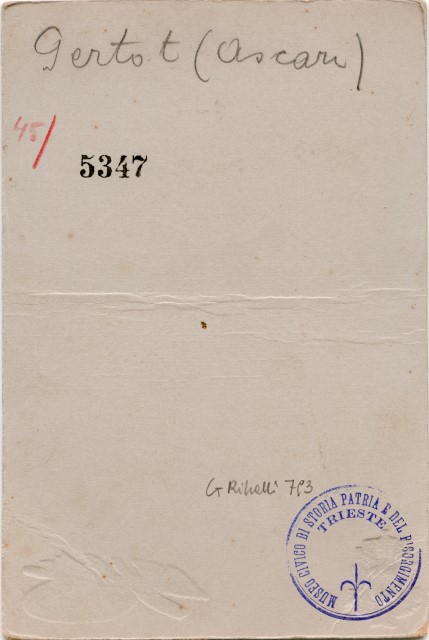 Gertot (Ascari)
45/
5347
G Ribelli 793
MUSEO CIVICO DI STORIA PATRIA E DEL RISORGIMENTO
TRIESTE